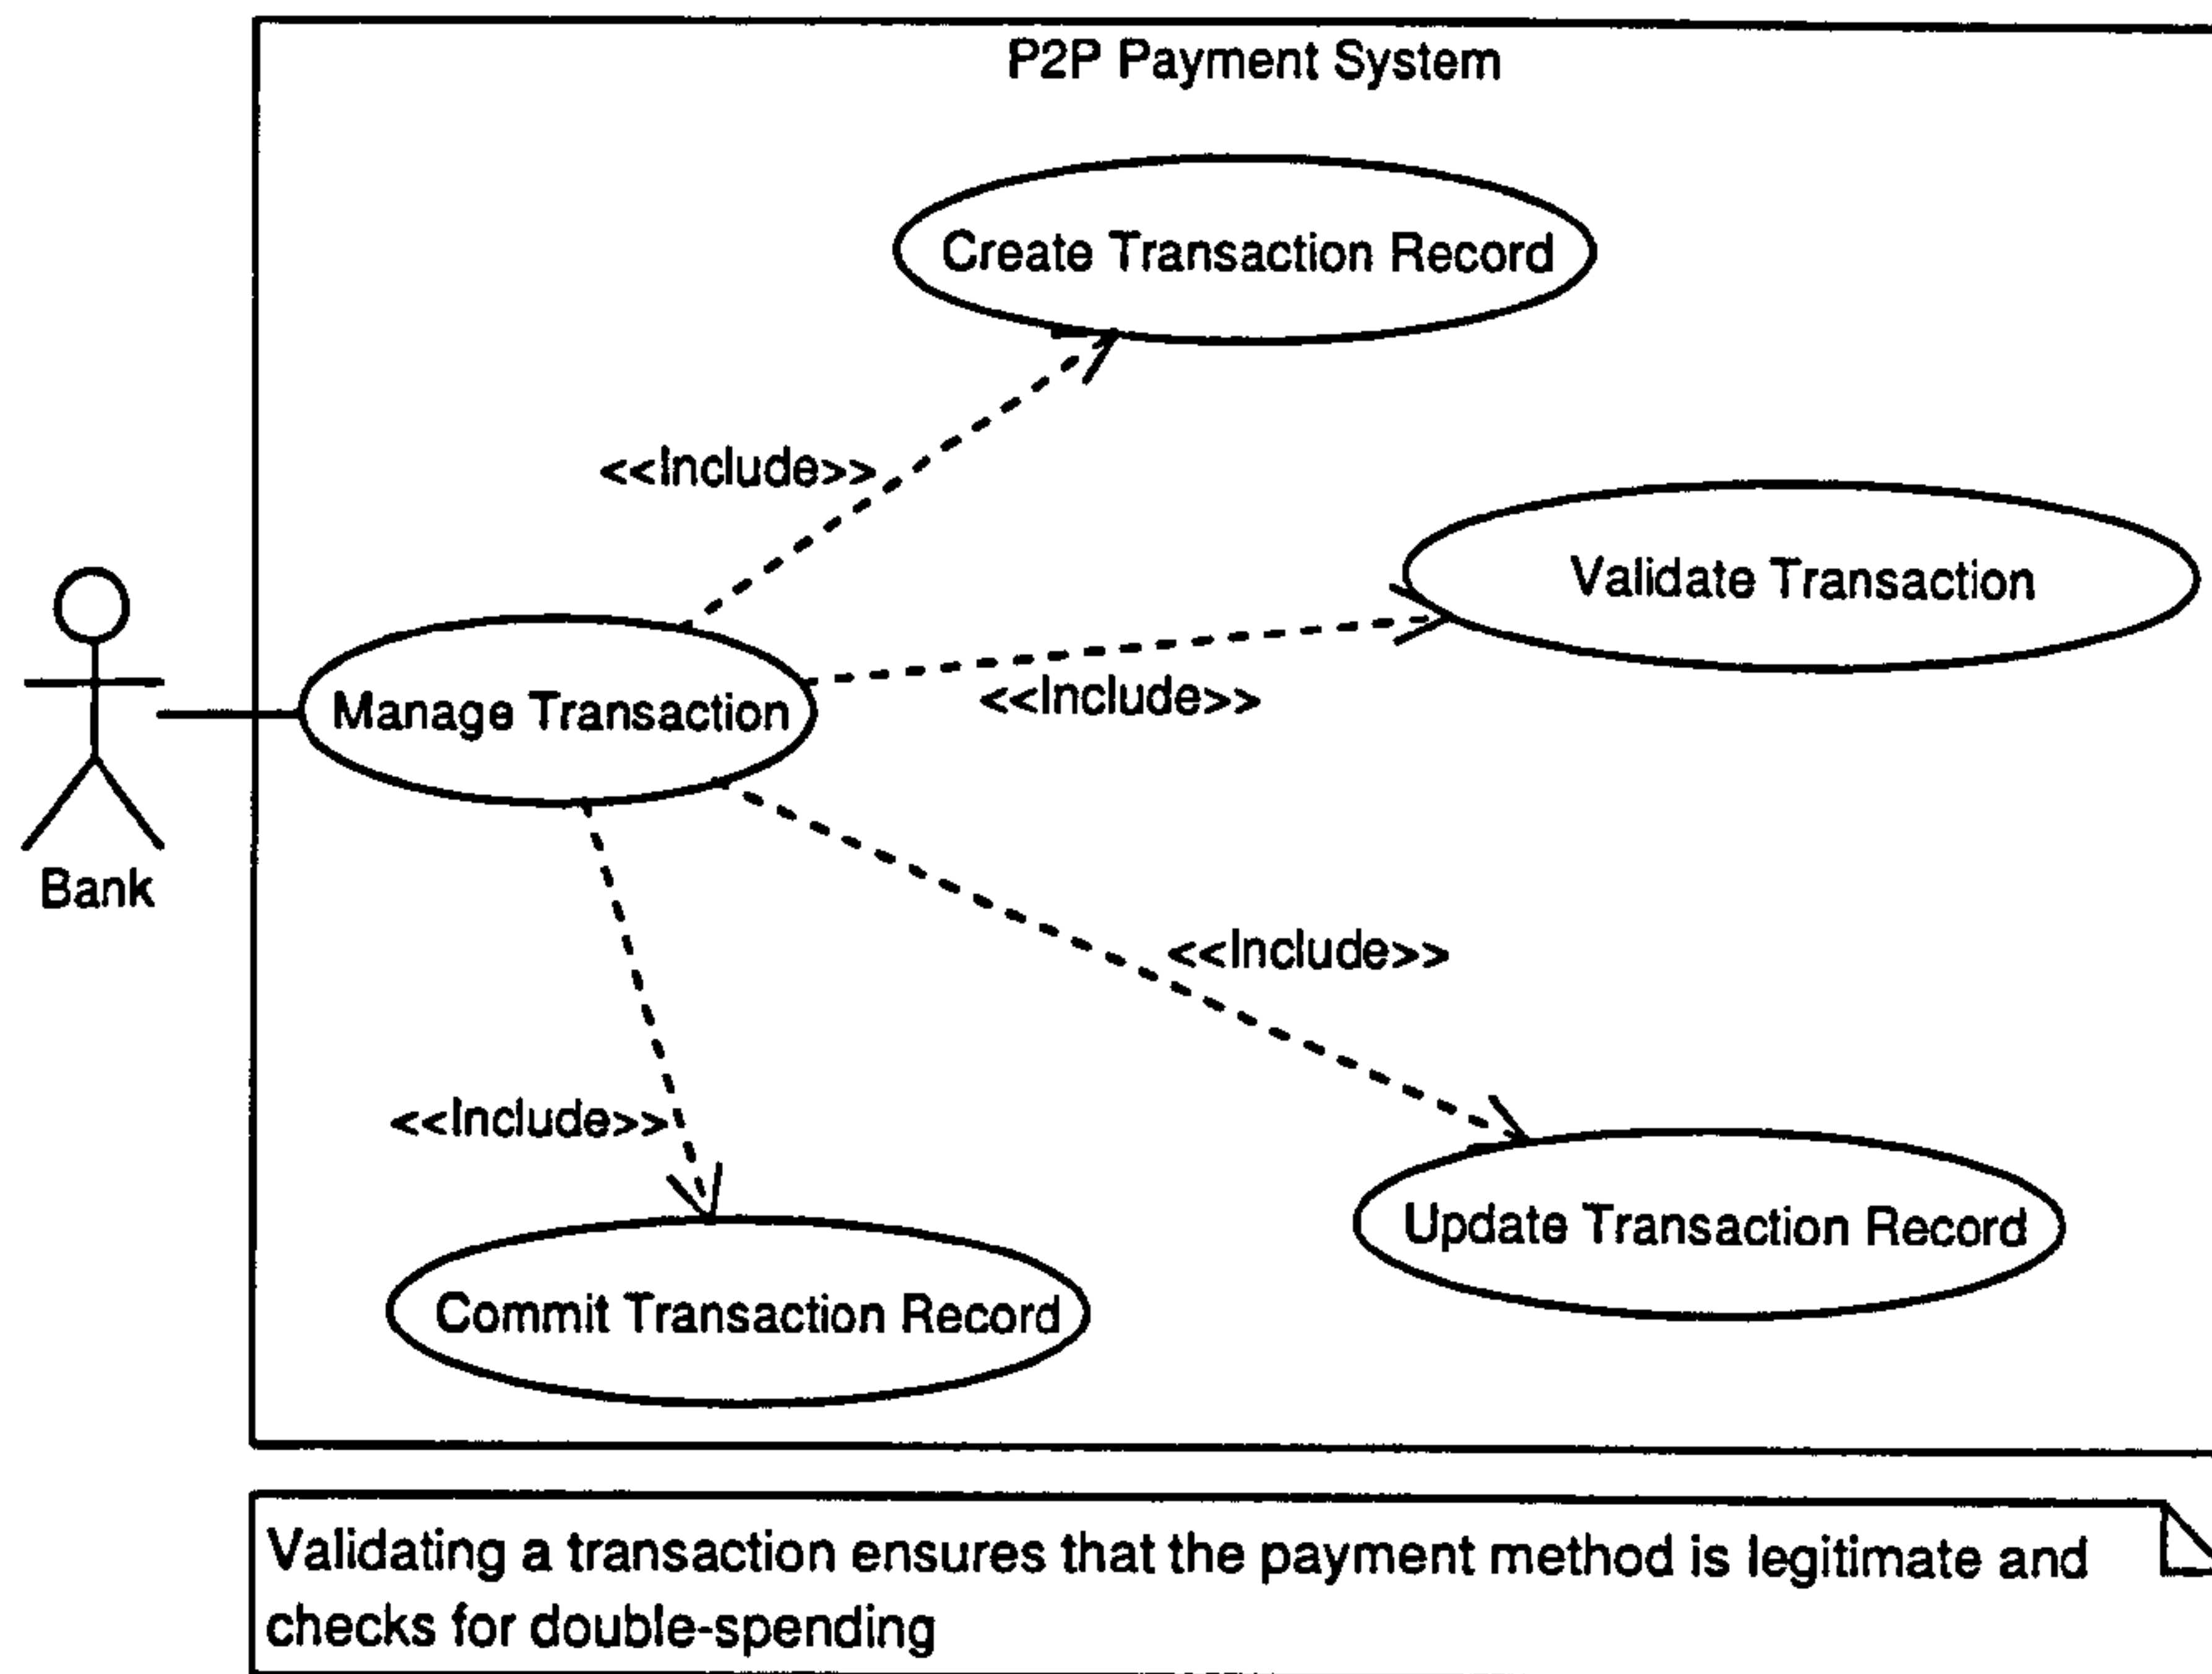 P2P Payment System
Create Transaction Record
<<Include>>
Validate Transaction
<<Include>>
Manage Transaction
Bank
<<Include>>
<<Include>>
Update Transaction Record
Commit Transaction Record
Validating a transaction ensures that the payment method is legitimate and
checks for double-spending